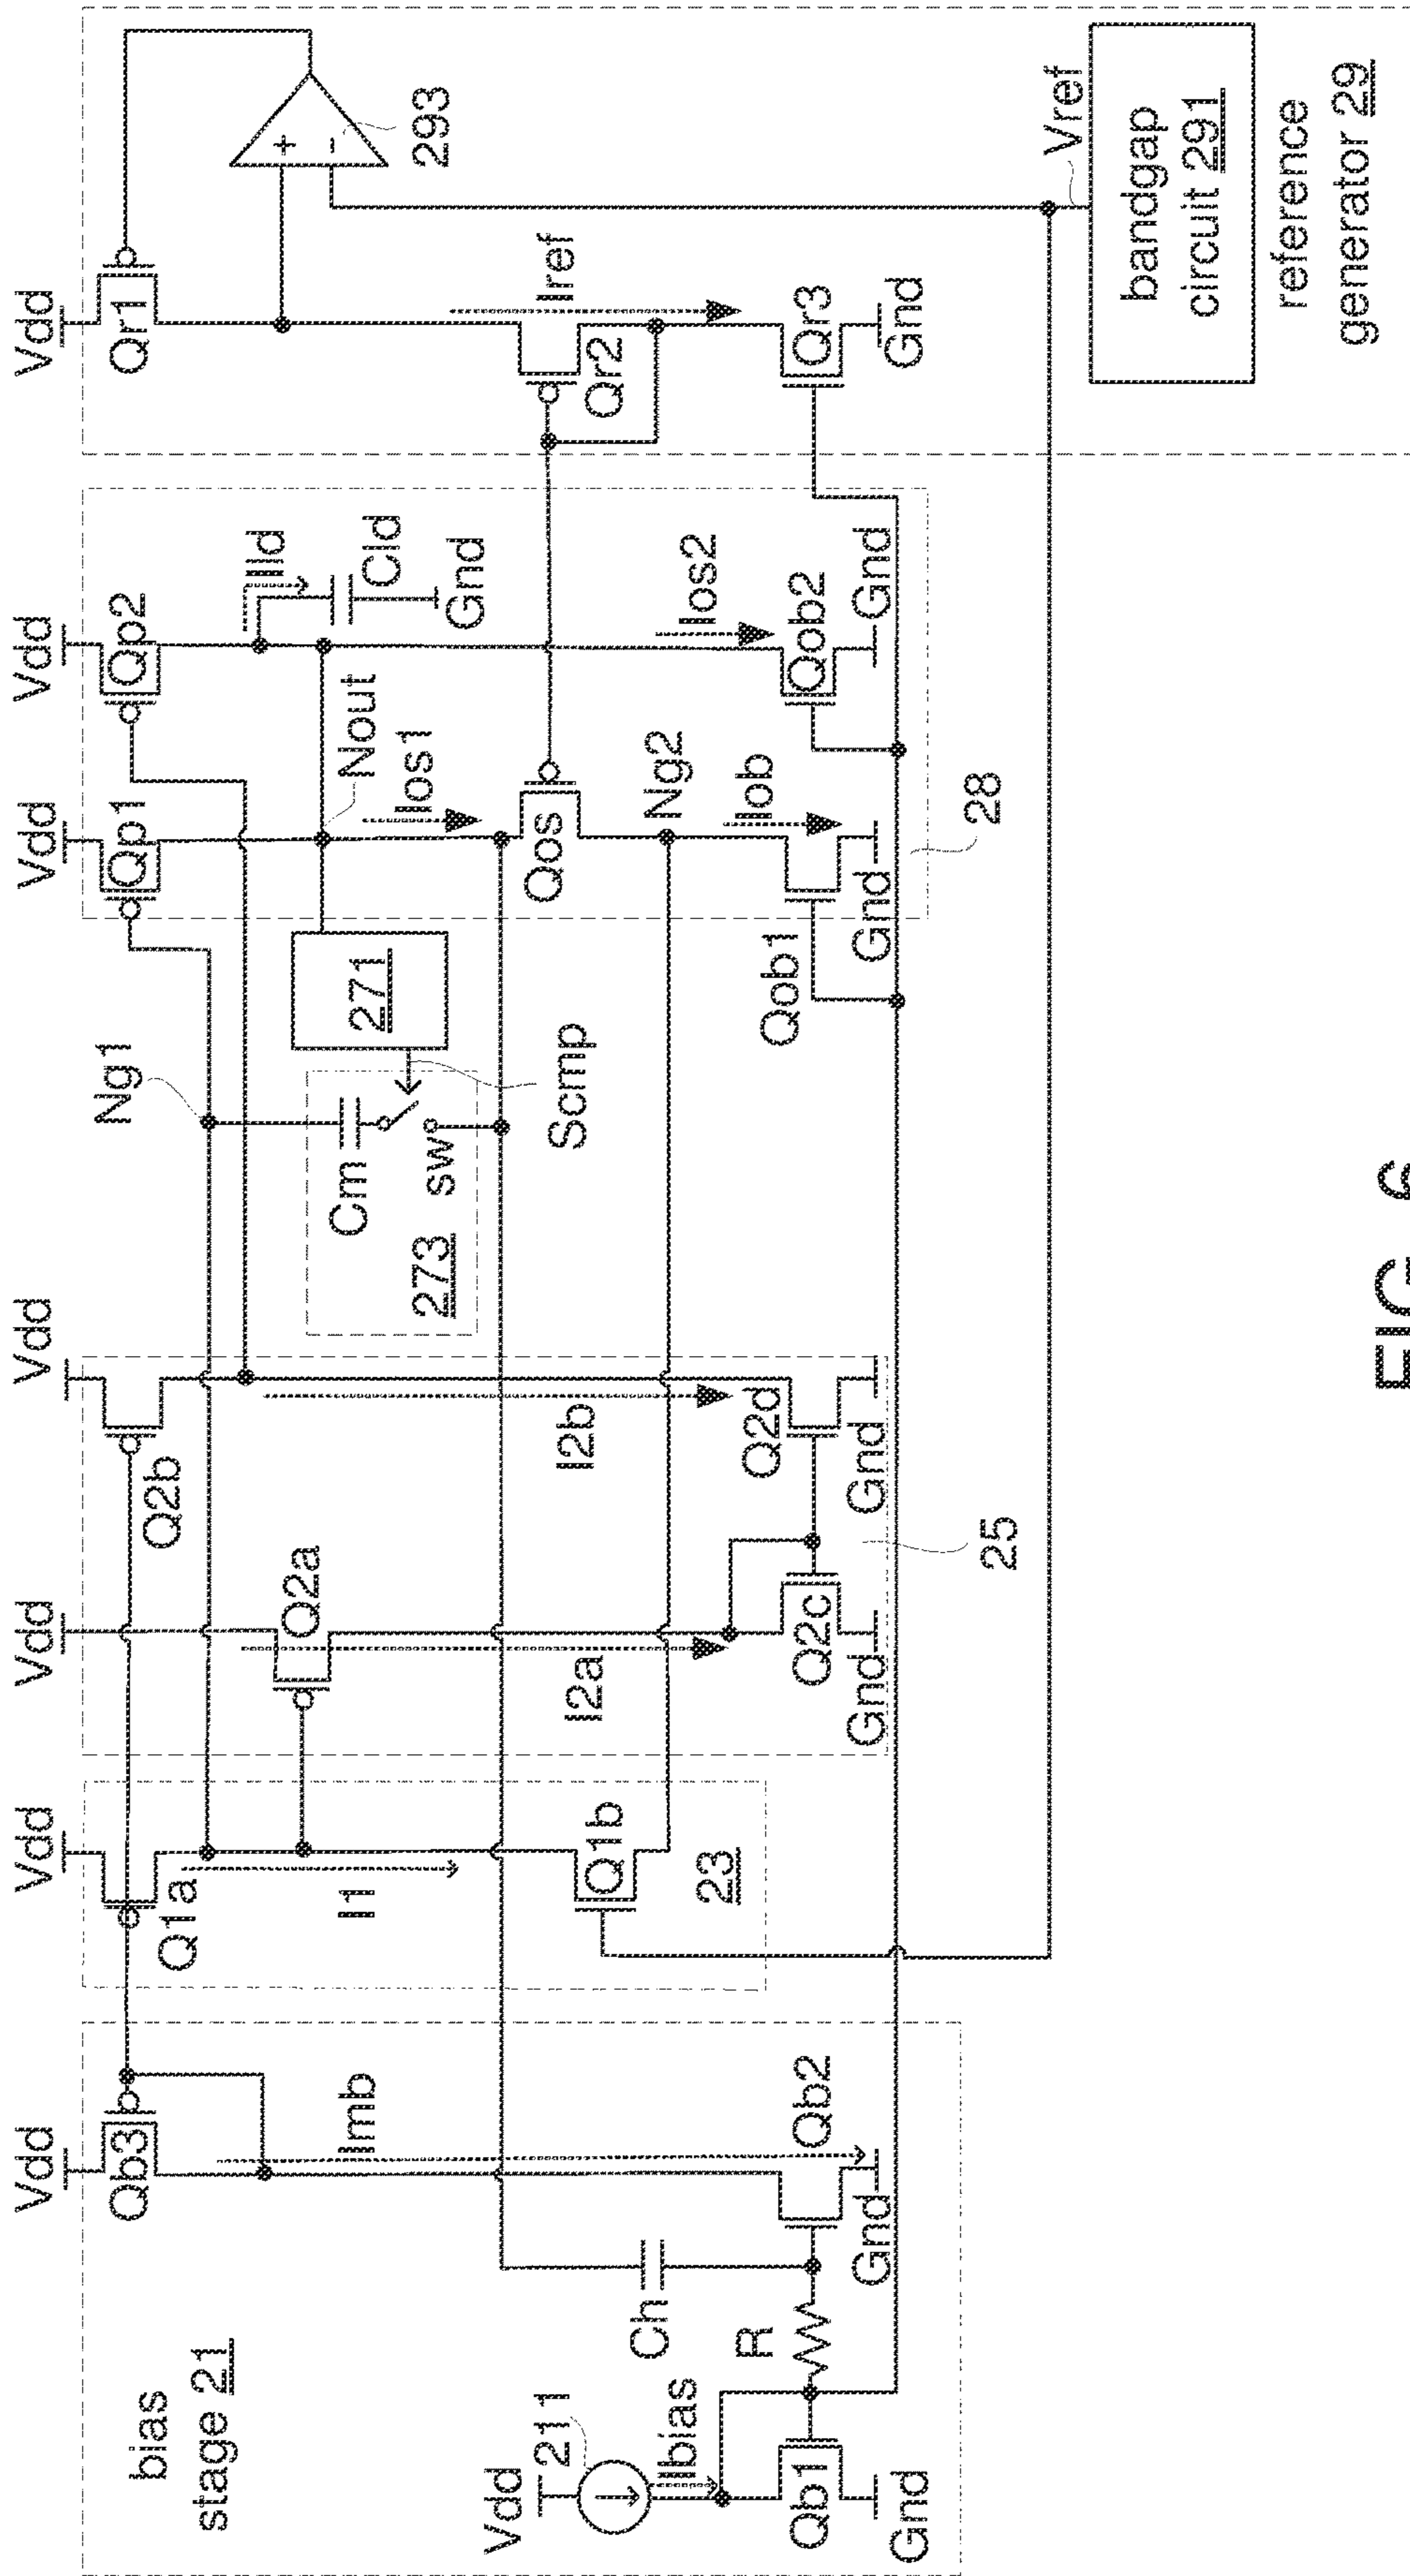 bias
stage 21
Vdd
211
Ibias
Qb1
Gnd
R
Ch
Vdd
Qb3
Imb
Qb2
Gnd
Vdd
Q1a
I1
Q1b
23
Vdd
Q2a
I2a
Q2c
Gnd
Vdd
Q2b
I2b
Q2d
Gnd
25
Ng1
Cm
sw
273
271
Scmp
Vdd
Qp1
Nout
Ios1
Qos
Ng2
Iob
Qob1
Gnd
28
Vdd
Qp2
Ild
Cld
Gnd
Ios2
Qob2
Gnd
Vdd
Qr1
Iref
Qr2
Qr3
Gnd
+
-
293
Vref
bandgap
circuit 291
reference
generator 29
FIG. 6